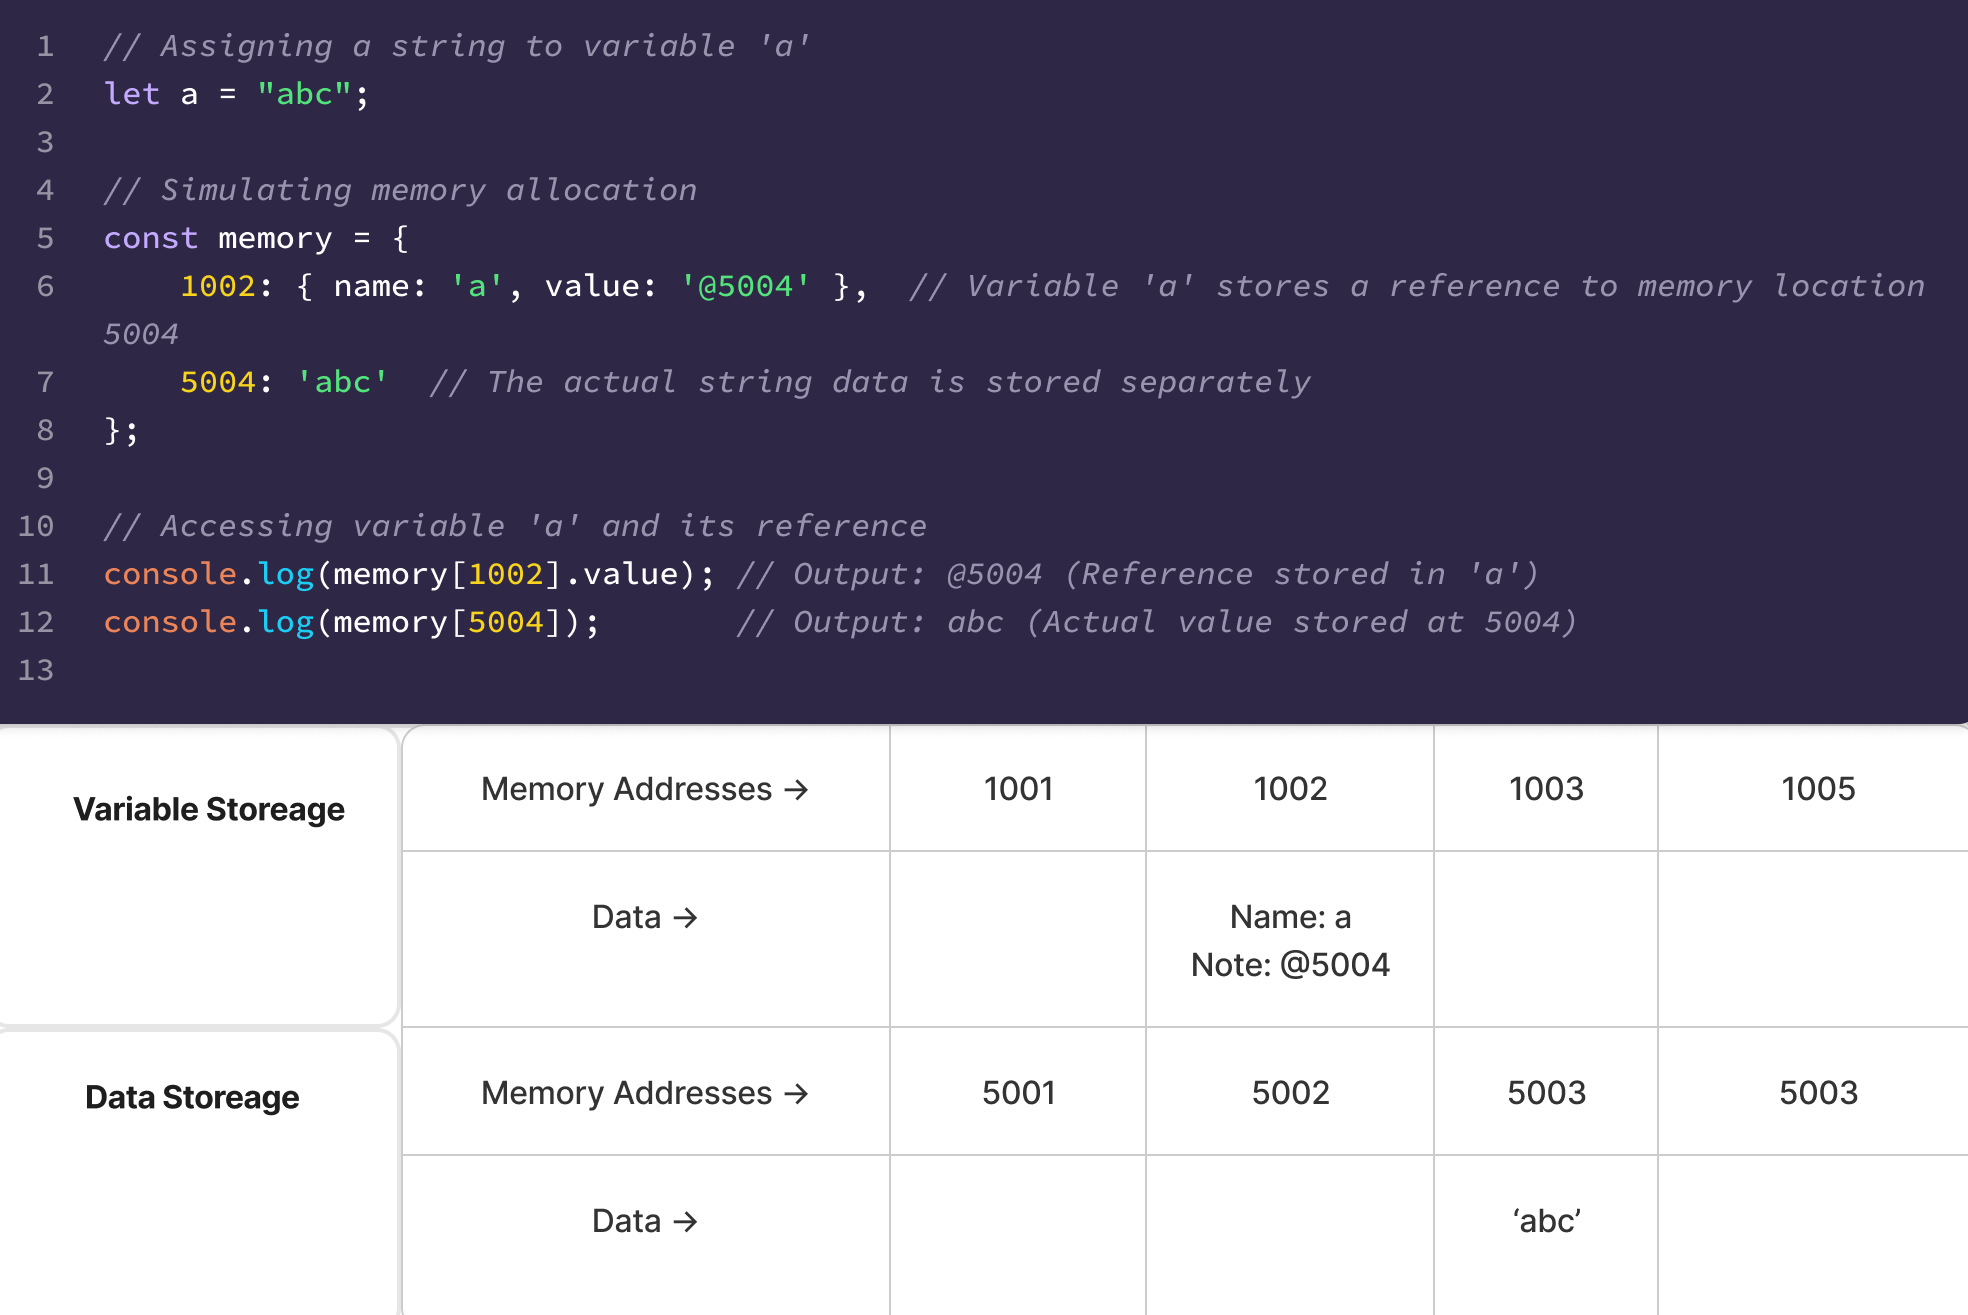 1 // Assigning a string to variable 'a'
2 let a = "abc";
3
4 // Simulating memory allocation
5 const memory = {
6     1002: { name: 'a', value: '@5004' },  // Variable 'a' stores a reference to memory location
5004
7     5004: 'abc'  // The actual string data is stored separately
8 };
9
10 // Accessing variable 'a' and its reference
11 console.log(memory[1002].value); // Output: @5004 (Reference stored in 'a')
12 console.log(memory[5004]);       // Output: abc (Actual value stored at 5004)
13
Variable Storeage
Memory Addresses → 1001 1002 1003 1005
Data → Name: a
Note: @5004
Data Storeage
Memory Addresses → 5001 5002 5003 5003
Data → ‘abc’